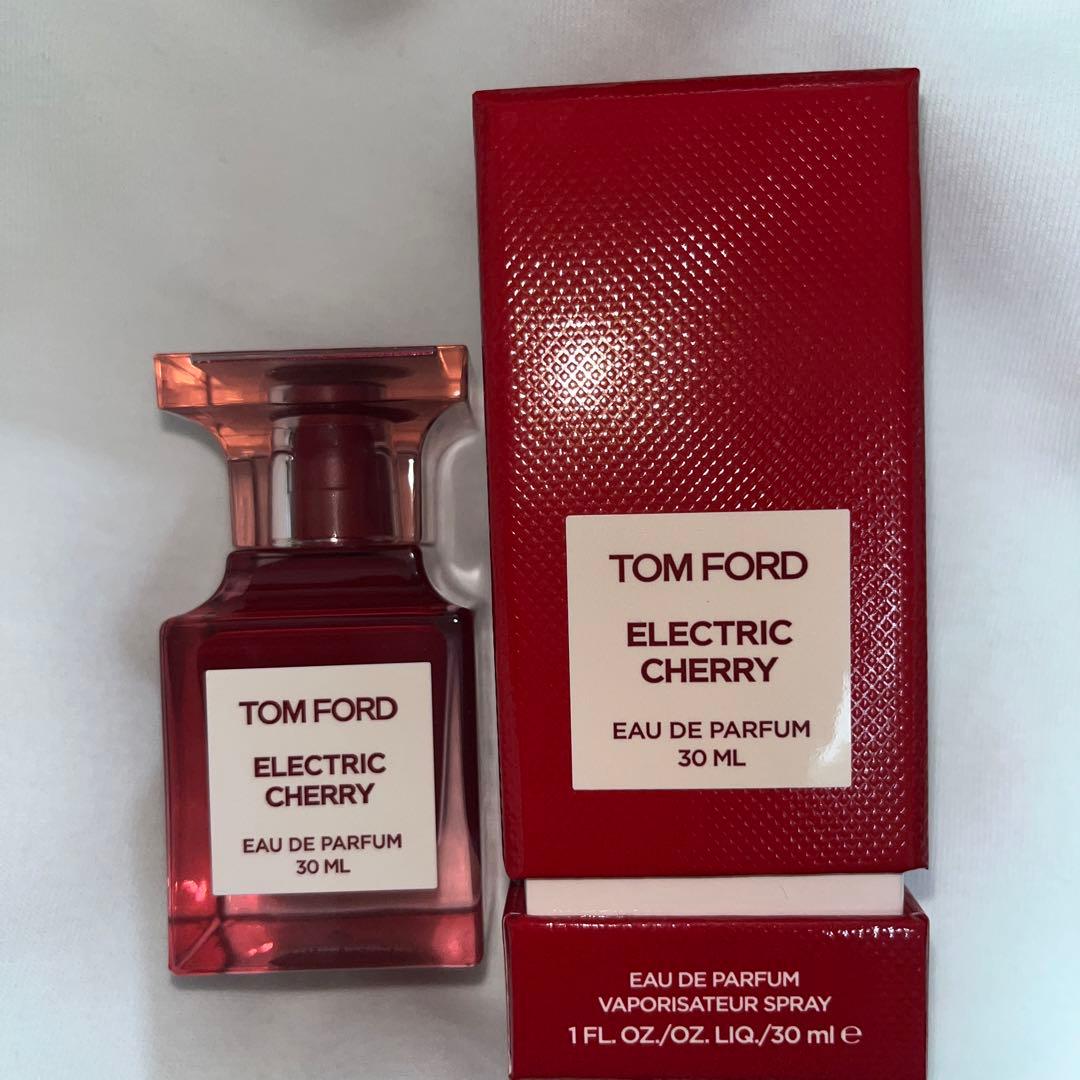 TOM FORD
ELECTRIC
CHERRY
EAU DE PARFUM
30 ML
TOM FORD
ELECTRIC
CHERRY
EAU DE PARFUM
30 ML
EAU DE PARFUM
VAPORISATEUR SPRAY
1 FL. OZ./OZ. LIQ./30 ml ℮